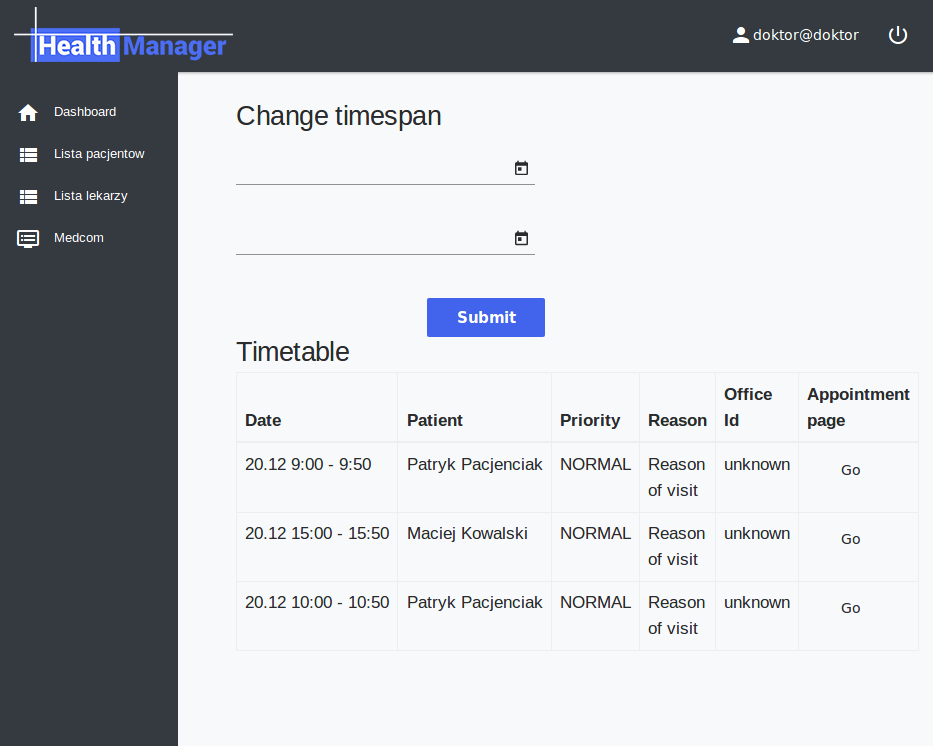 Health Manager
doktor@doktor
Dashboard
Lista pacjentow
Lista lekarzy
Medcom
Change timespan
Submit
Timetable
Date Patient Priority Reason Office Id Appointment page
20.12 9:00 - 9:50 Patryk Pacjenciak NORMAL Reason of visit unknown Go
20.12 15:00 - 15:50 Maciej Kowalski NORMAL Reason of visit unknown Go
20.12 10:00 - 10:50 Patryk Pacjenciak NORMAL Reason of visit unknown Go